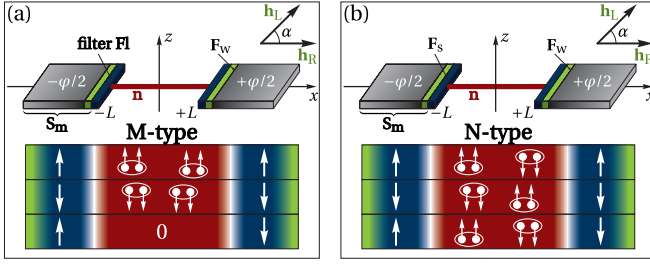 (a)
h_L
α
h_R
z
filter Fl
F_W
−φ/2
+φ/2
n
x
S_m
−L
+L
M-type
0
(b)
h_L
α
h_R
z
F_S
F_W
−φ/2
+φ/2
n
x
S_m
−L
+L
N-type